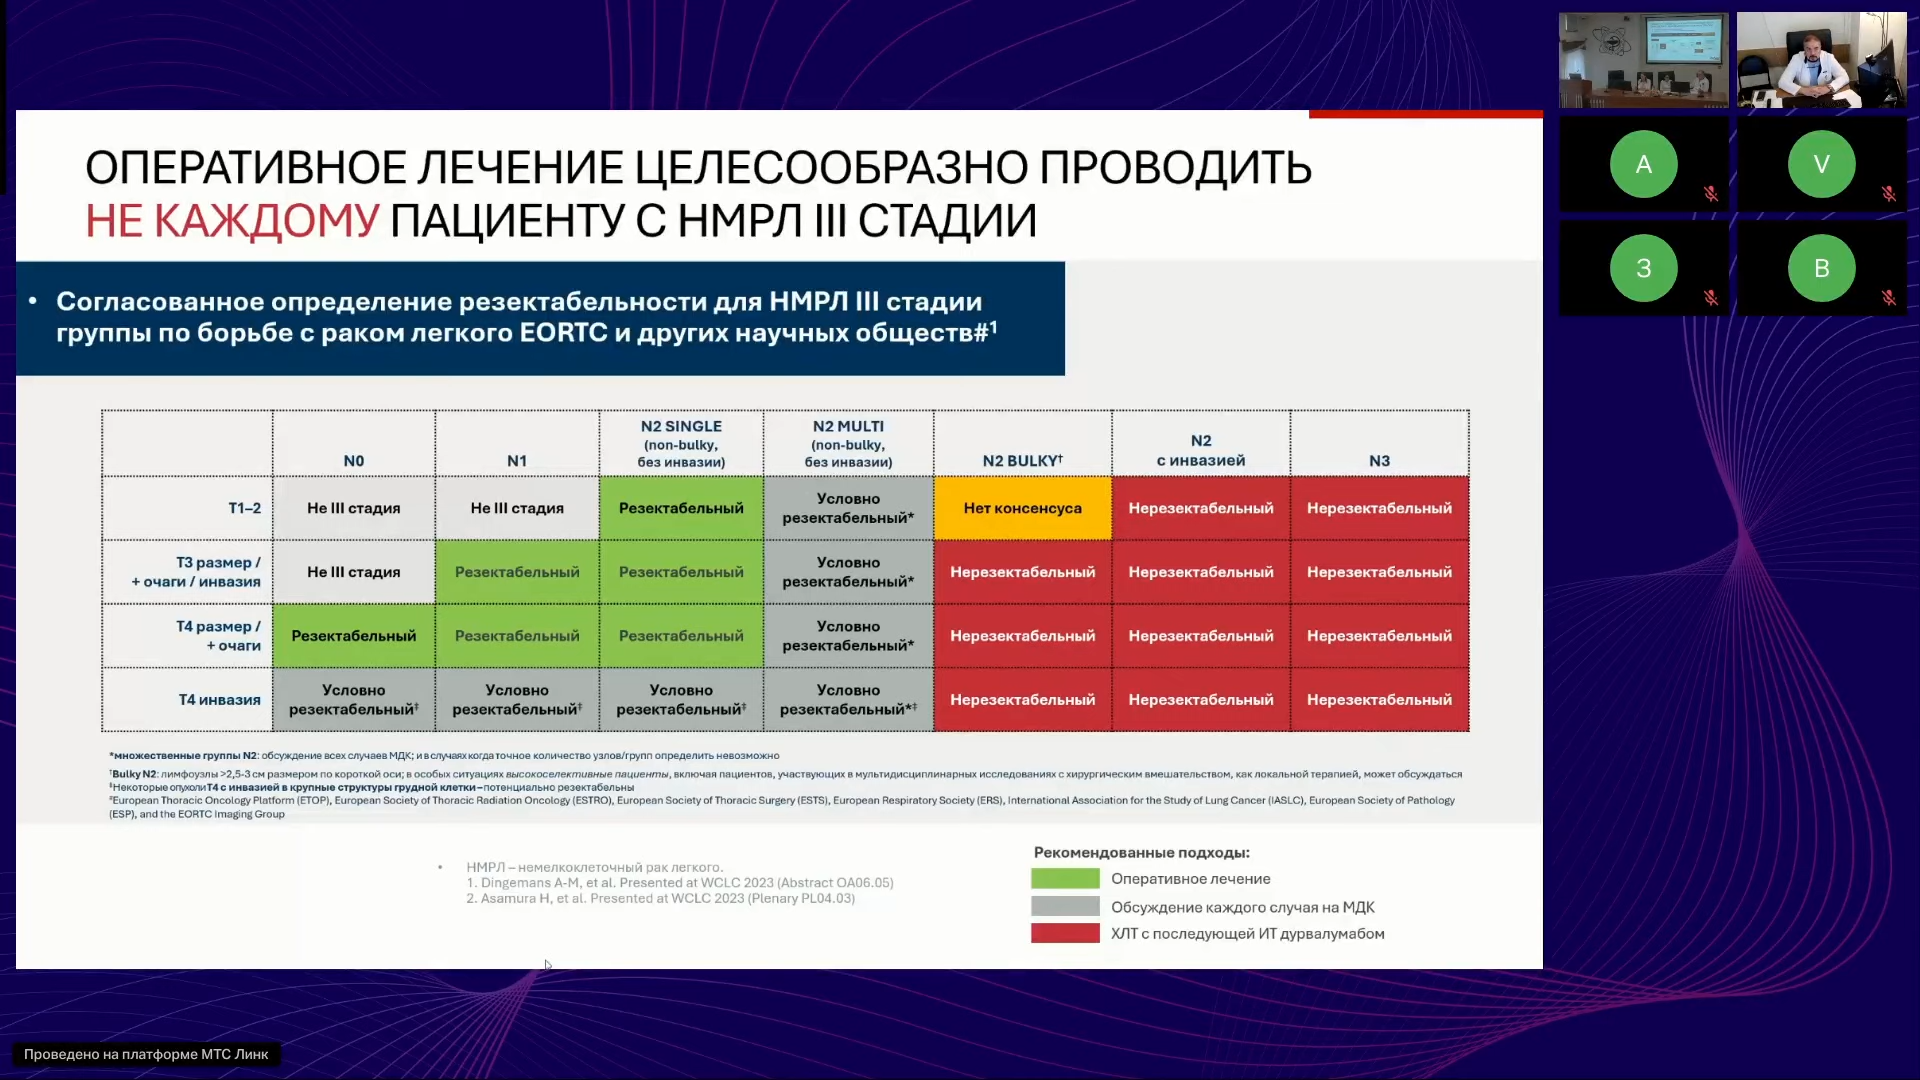 ОПЕРАТИВНОЕ ЛЕЧЕНИЕ ЦЕЛЕСООБРАЗНО ПРОВОДИТЬ
НЕ КАЖДОМУ ПАЦИЕНТУ С НМРЛ III СТАДИИ
• Согласованное определение резектабельности для НМРЛ III стадии
группы по борьбе с раком легкого EORTC и других научных обществ#¹
N0
N1
N2 SINGLE
(non-bulky,
без инвазии)
N2 MULTI
(non-bulky,
без инвазии)
N2 BULKY†
N2
с инвазией
N3
T1–2
Не III стадия
Не III стадия
Резектабельный
Условно
резектабельный*
Нет консенсуса
Нерезектабельный
Нерезектабельный
T3 размер /
+ очаги / инвазия
Не III стадия
Резектабельный
Резектабельный
Условно
резектабельный*
Нерезектабельный
Нерезектабельный
Нерезектабельный
T4 размер /
+ очаги
Резектабельный
Резектабельный
Резектабельный
Условно
резектабельный*
Нерезектабельный
Нерезектабельный
Нерезектабельный
T4 инвазия
Условно
резектабельный‡
Условно
резектабельный‡
Условно
резектабельный‡
Условно
резектабельный*‡
Нерезектабельный
Нерезектабельный
Нерезектабельный
*множественные группы N2: обсуждение всех случаев МДК; и в случаях когда точное количество узлов/групп определить невозможно
†Bulky N2: лимфоузлы >2,5-3 см размером по короткой оси; в особых ситуациях высокоселективные пациенты, включая пациентов, участвующих в мультидисциплинарных исследованиях с хирургическим вмешательством, как локальной терапией, может обсуждаться
‡Некоторые опухоли T4 с инвазией в крупные структуры грудной клетки – потенциально резектабельны
#European Thoracic Oncology Platform (ETOP), European Society of Thoracic Radiation Oncology (ESTRO), European Society of Thoracic Surgery (ESTS), European Respiratory Society (ERS), International Association for the Study of Lung Cancer (IASLC), European Society of Pathology
(ESP), and the EORTC Imaging Group
• НМРЛ – немелкоклеточный рак легкого.
1. Dingemans A-M, et al. Presented at WCLC 2023 (Abstract OA06.05)
2. Asamura H, et al. Presented at WCLC 2023 (Plenary PL04.03)
Рекомендованные подходы:
Оперативное лечение
Обсуждение каждого случая на МДК
ХЛТ с последующей ИТ дурвалумабом
A
V
З
В
Проведено на платформе МТС Линк